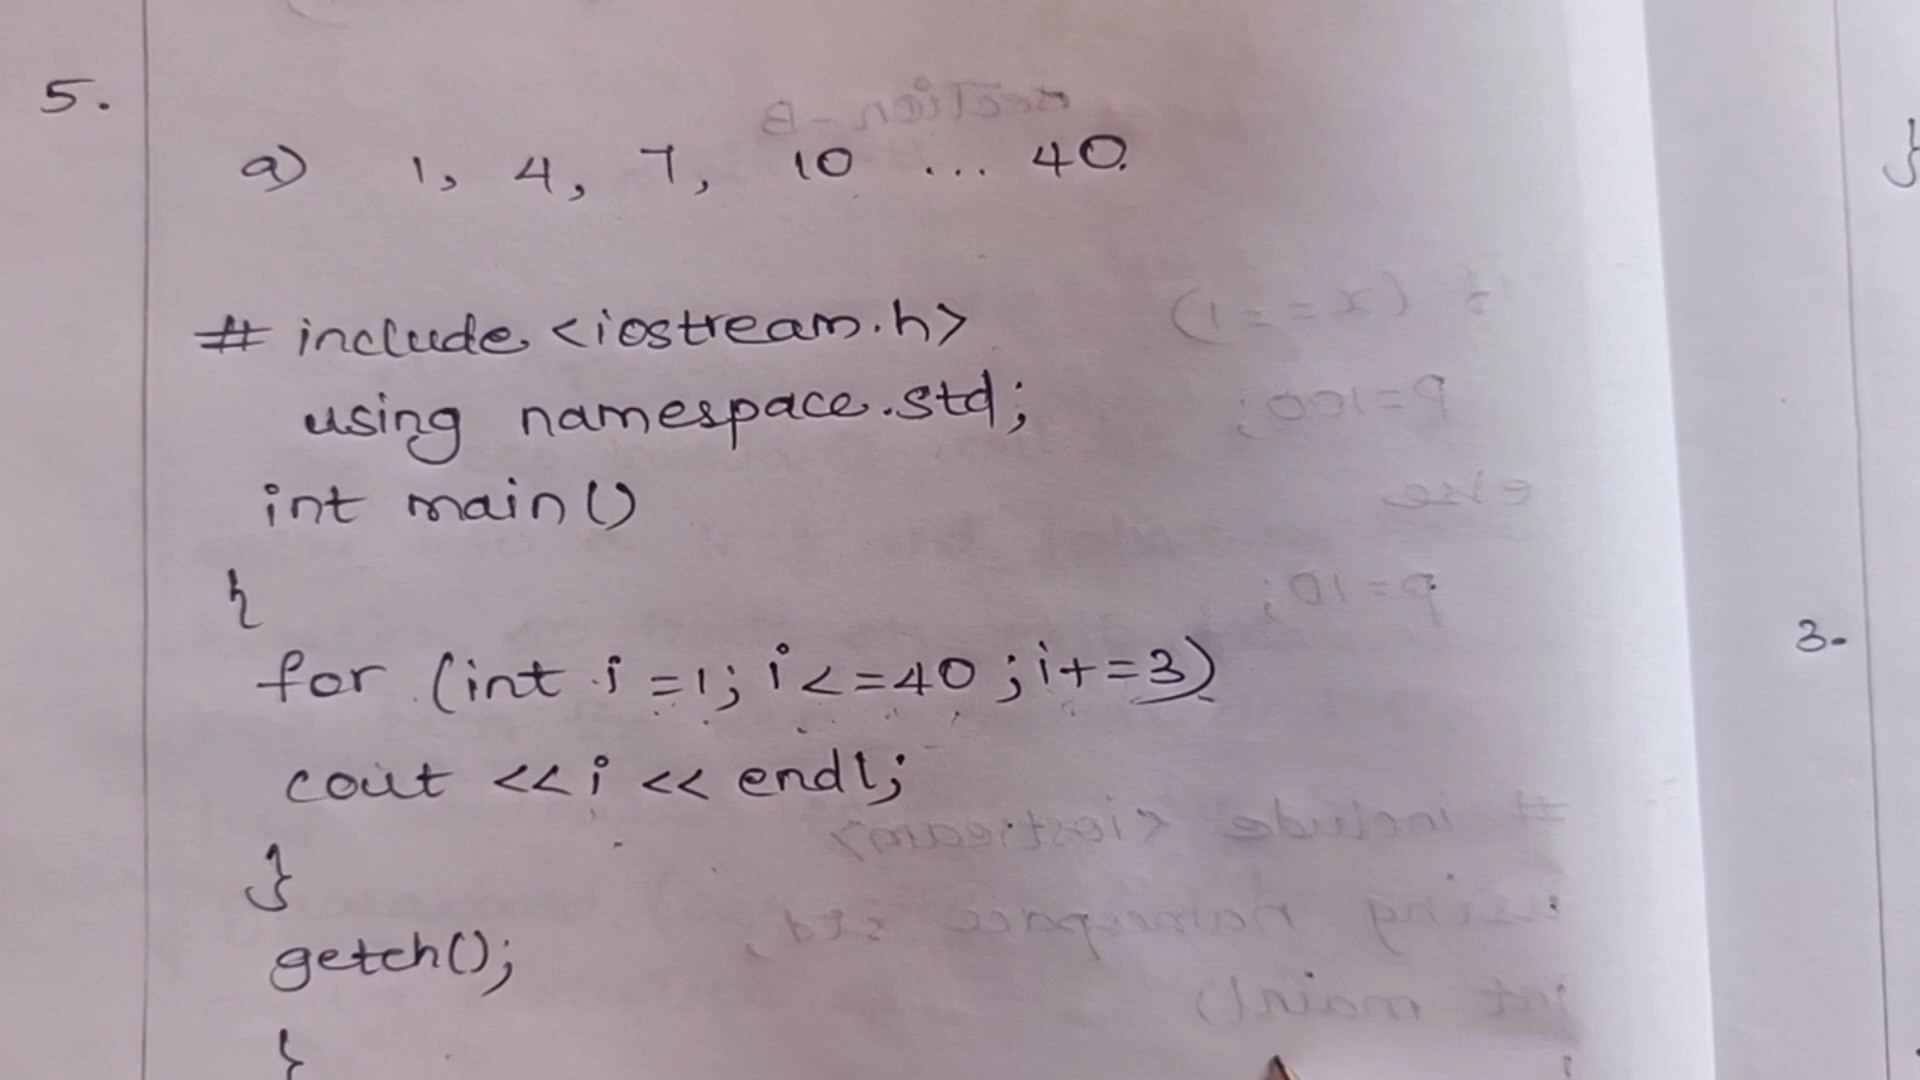 5.
a) 1, 4, 7, 10 ... 40.
# include <iostream.h>
using namespace.std;
int main()
{
for (int i =1; i<=40 ; i+=3)
cout << i << endl;
}
getch();
}
}
3-